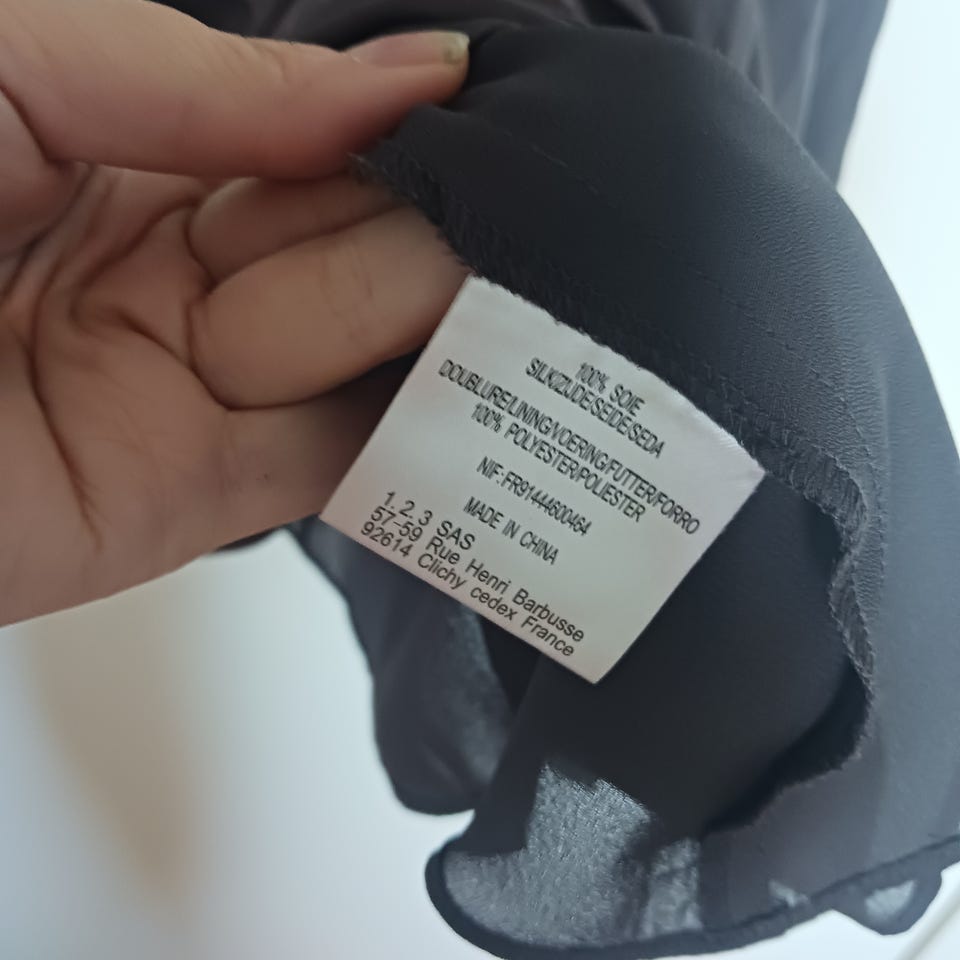 100% SOIE
SILK/ZIJDE/SEIDE/SEDA
DOUBLURE/LINING/VOERING/FUTTER/FORRO
100% POLYESTER/POLIESTER
NIF:FR91444600464
MADE IN CHINA
1. 2. 3 SAS
57-59 Rue Henri Barbusse
92614 Clichy cedex France